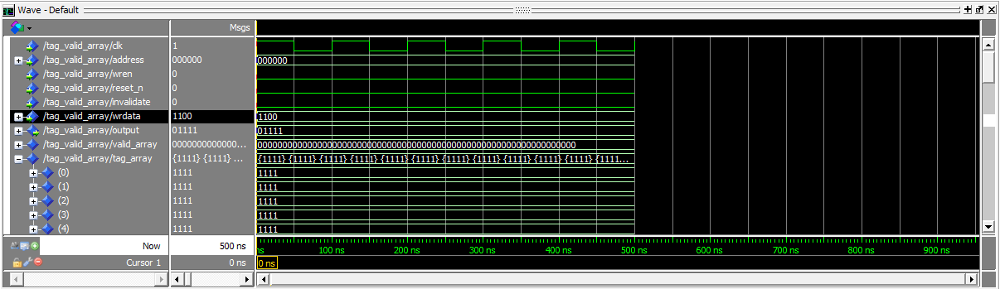 Wave - Default
Msgs
/tag_valid_array/clk 1
/tag_valid_array/address 000000 000000
/tag_valid_array/wren 0
/tag_valid_array/reset_n 0
/tag_valid_array/invalidate 0
/tag_valid_array/wrdata 1100 1100
/tag_valid_array/output 01111 01111
/tag_valid_array/valid_array 0000000000000... 0000000000000000000000000000000000000000000000000000000000000000
/tag_valid_array/tag_array {1111} {1111} ... {1111} {1111} {1111} {1111} {1111} {1111} {1111} {1111} {1111} {1111} {1111} {1111...
(0) 1111 1111
(1) 1111 1111
(2) 1111 1111
(3) 1111 1111
(4) 1111 1111
Now 500 ns ns 100 ns 200 ns 300 ns 400 ns 500 ns 600 ns 700 ns 800 ns 900 ns
Cursor 1 0 ns 0 ns